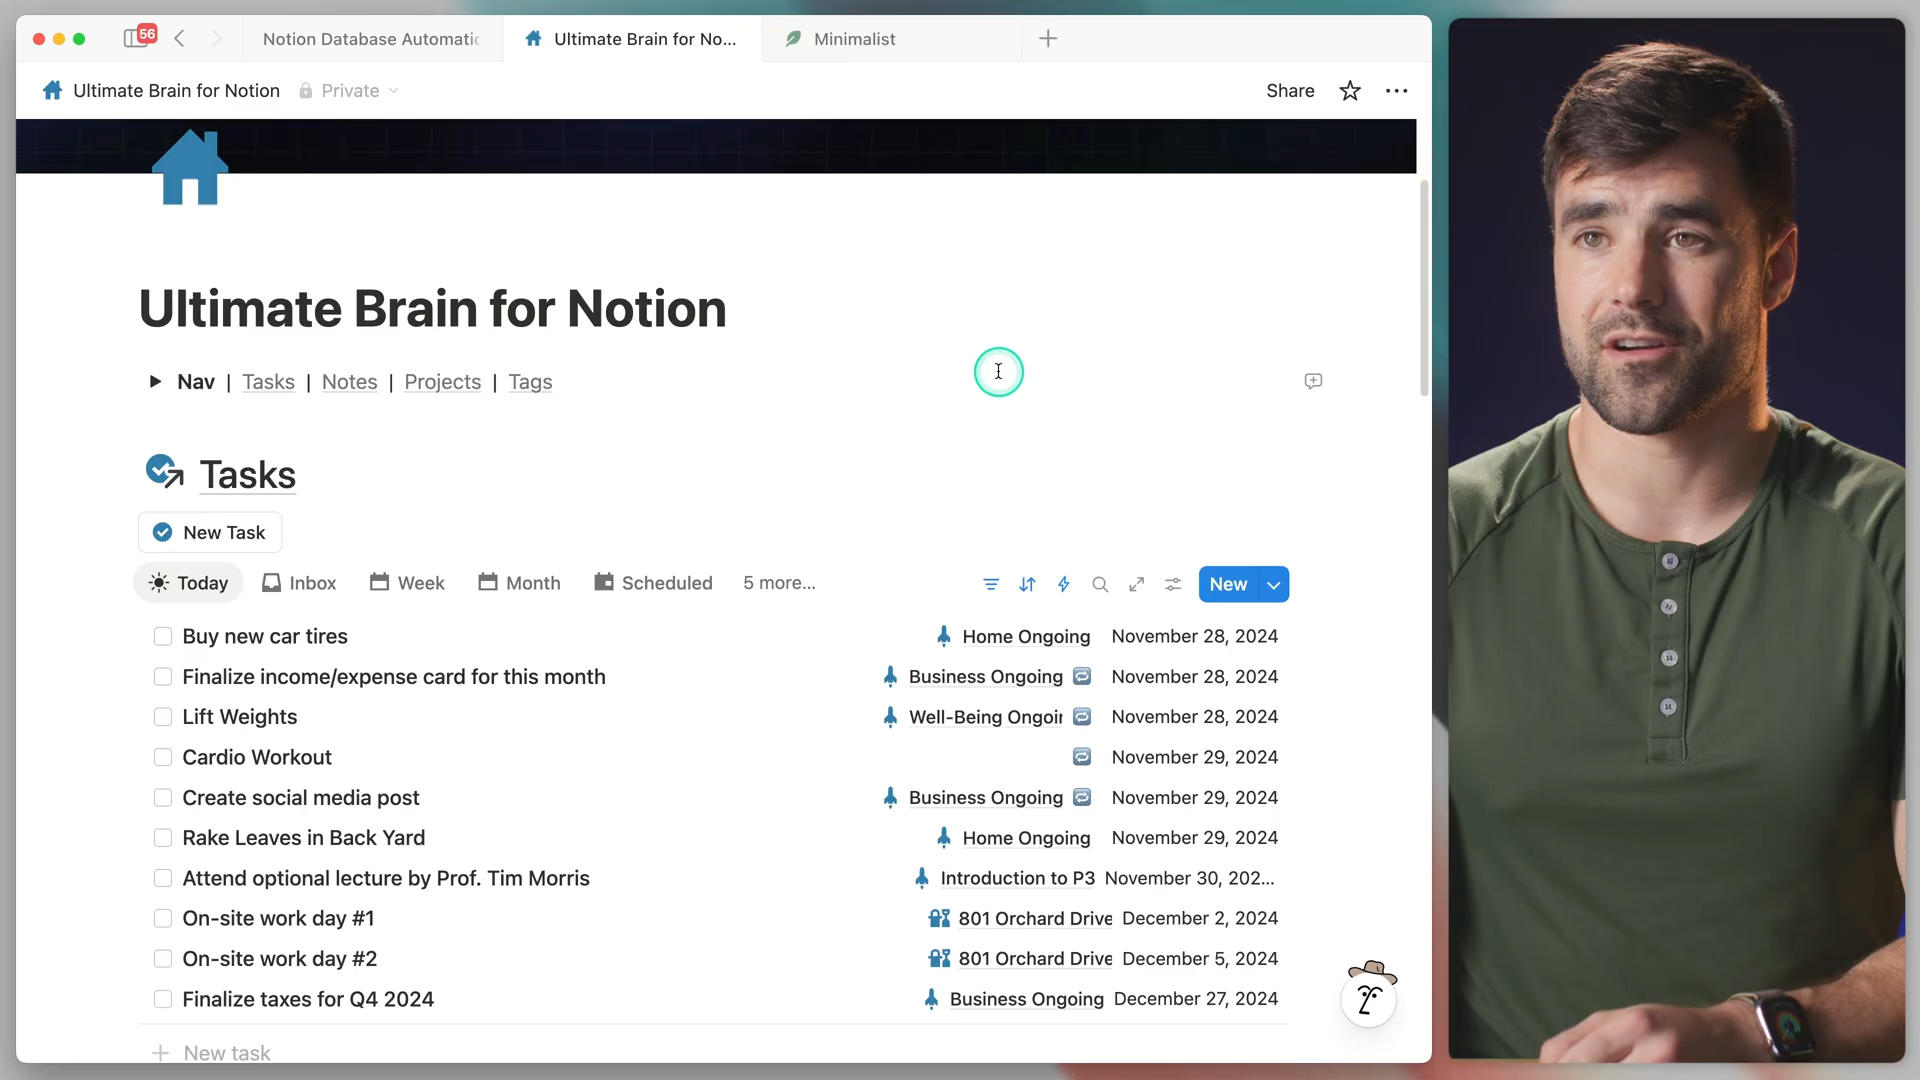 56
Notion Database Automatic
Ultimate Brain for No...
Minimalist
Ultimate Brain for Notion
Private
Share
Ultimate Brain for Notion
Nav | Tasks | Notes | Projects | Tags
Tasks
New Task
Today
Inbox
Week
Month
Scheduled
5 more...
New
Buy new car tires Home Ongoing November 28, 2024
Finalize income/expense card for this month Business Ongoing November 28, 2024
Lift Weights Well-Being Ongoin November 28, 2024
Cardio Workout November 29, 2024
Create social media post Business Ongoing November 29, 2024
Rake Leaves in Back Yard Home Ongoing November 29, 2024
Attend optional lecture by Prof. Tim Morris Introduction to P3 November 30, 202...
On-site work day #1 801 Orchard Drive December 2, 2024
On-site work day #2 801 Orchard Drive December 5, 2024
Finalize taxes for Q4 2024 Business Ongoing December 27, 2024
New task